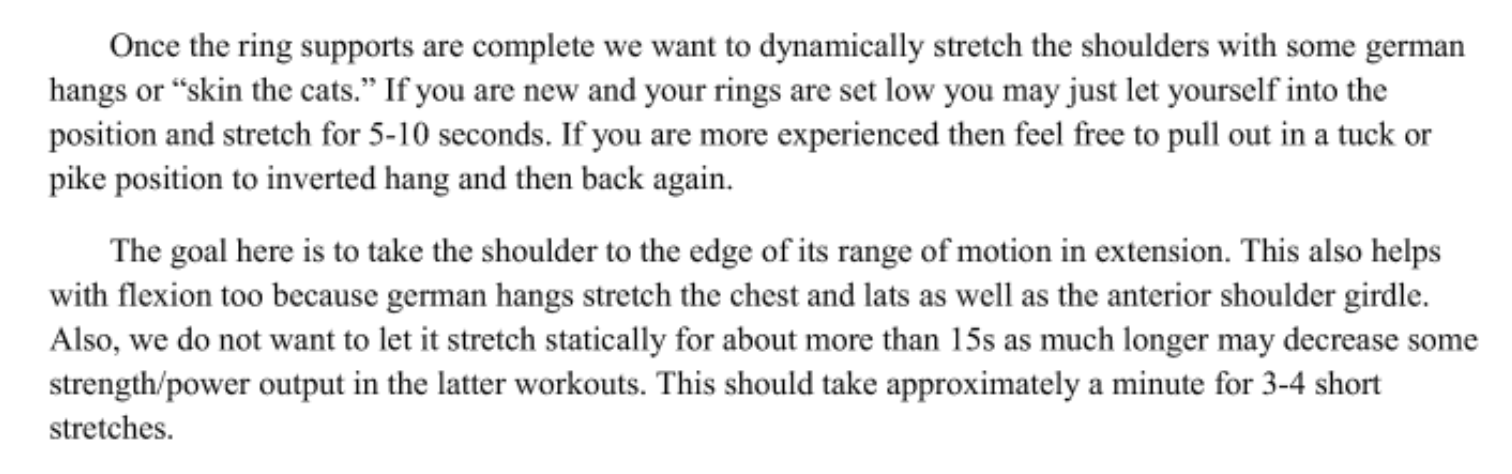 Once the ring supports are complete we want to dynamically stretch the shoulders with some german
hangs or “skin the cats.” If you are new and your rings are set low you may just let yourself into the
position and stretch for 5-10 seconds. If you are more experienced then feel free to pull out in a tuck or
pike position to inverted hang and then back again.
The goal here is to take the shoulder to the edge of its range of motion in extension. This also helps
with flexion too because german hangs stretch the chest and lats as well as the anterior shoulder girdle.
Also, we do not want to let it stretch statically for about more than 15s as much longer may decrease some
strength/power output in the latter workouts. This should take approximately a minute for 3-4 short
stretches.